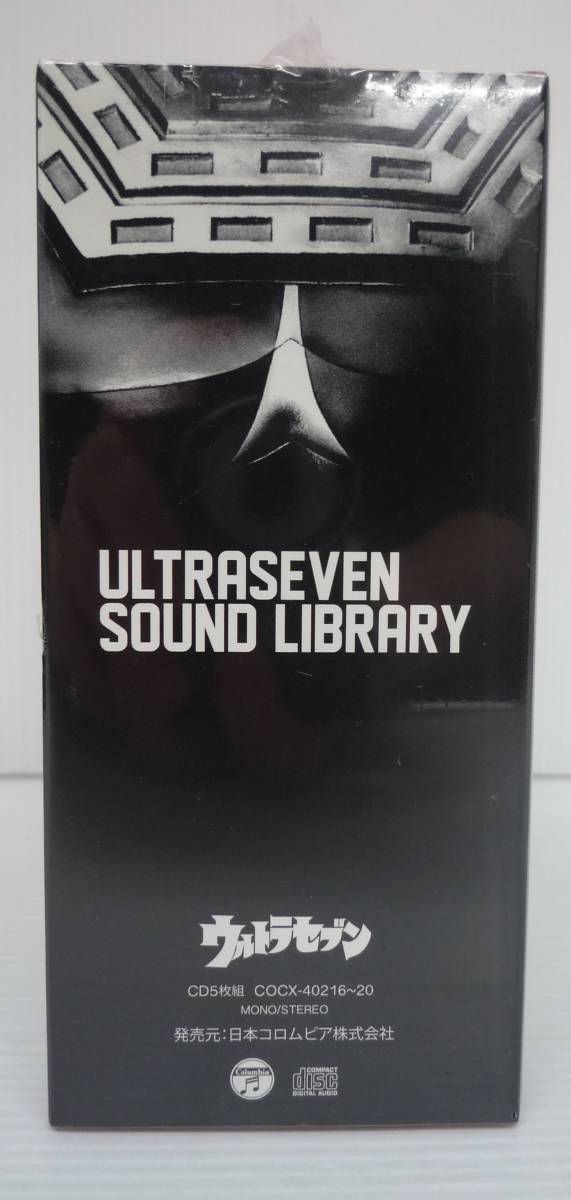 ULTRASEVEN
SOUND LIBRARY
ウルトラセブン
CD5枚組 COCX-40216~20
MONO/STEREO
発売元:日本コロムビア株式会社
Columbia
COMPACT
disc
DIGITAL AUDIO